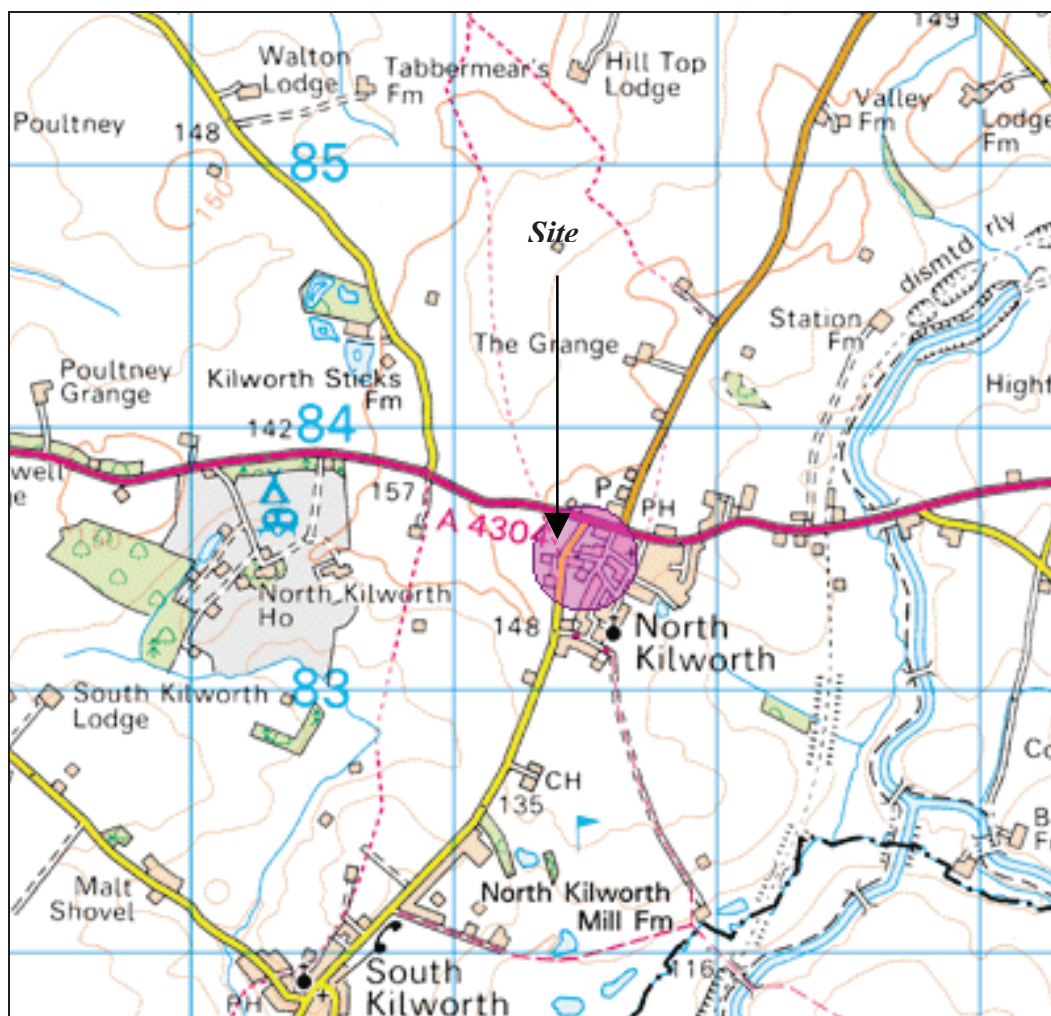 149
Walton
Lodge
Tabbermear's
Fm
Hill Top
Lodge
Valley
Fm
Lodge
Fm
Poultney
148
85
150
Site
dismtd rly
Station
Fm
The Grange
Poultney
Grange
Kilworth Sticks
Fm
Highf
142
84
well
e
157
A 4304
P
PH
150
North Kilworth
Ho
148
North
Kilworth
South Kilworth
Lodge
83
Co
CH
135
B
F
Malt
Shovel
North Kilworth
Mill Fm
116
South
Kilworth
PH